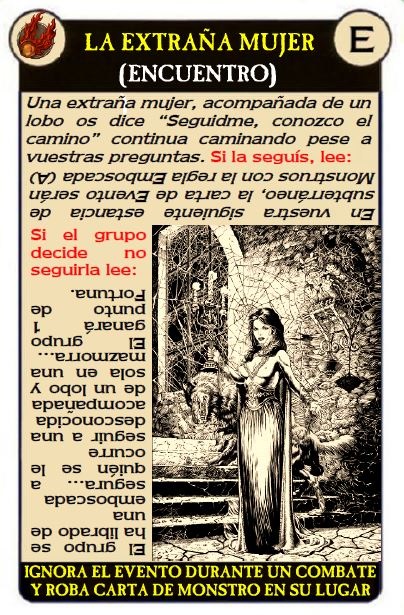 LA EXTRAÑA MUJER
E
(ENCUENTRO)
Una extraña mujer, acompañada de un
lobo os dice “Seguidme, conozco el
camino” continua caminando pese a
vuestras preguntas. Si la seguís, lee:
En vuestra siguiente estancia de
subterráneo, la carta de Evento serán
Monstruos con la regla Emboscada (A)
Si el grupo
decide no
seguirla lee:
El grupo se
ha librado de
una
emboscada
segura... a
quién se le
ocurre
seguir a una
desconocida
acompañada
de un lobo y
sola en una
mazmorra...
El grupo
ganará 1
punto de
Fortuna.
IGNORA EL EVENTO DURANTE UN COMBATE
Y ROBA CARTA DE MONSTRO EN SU LUGAR